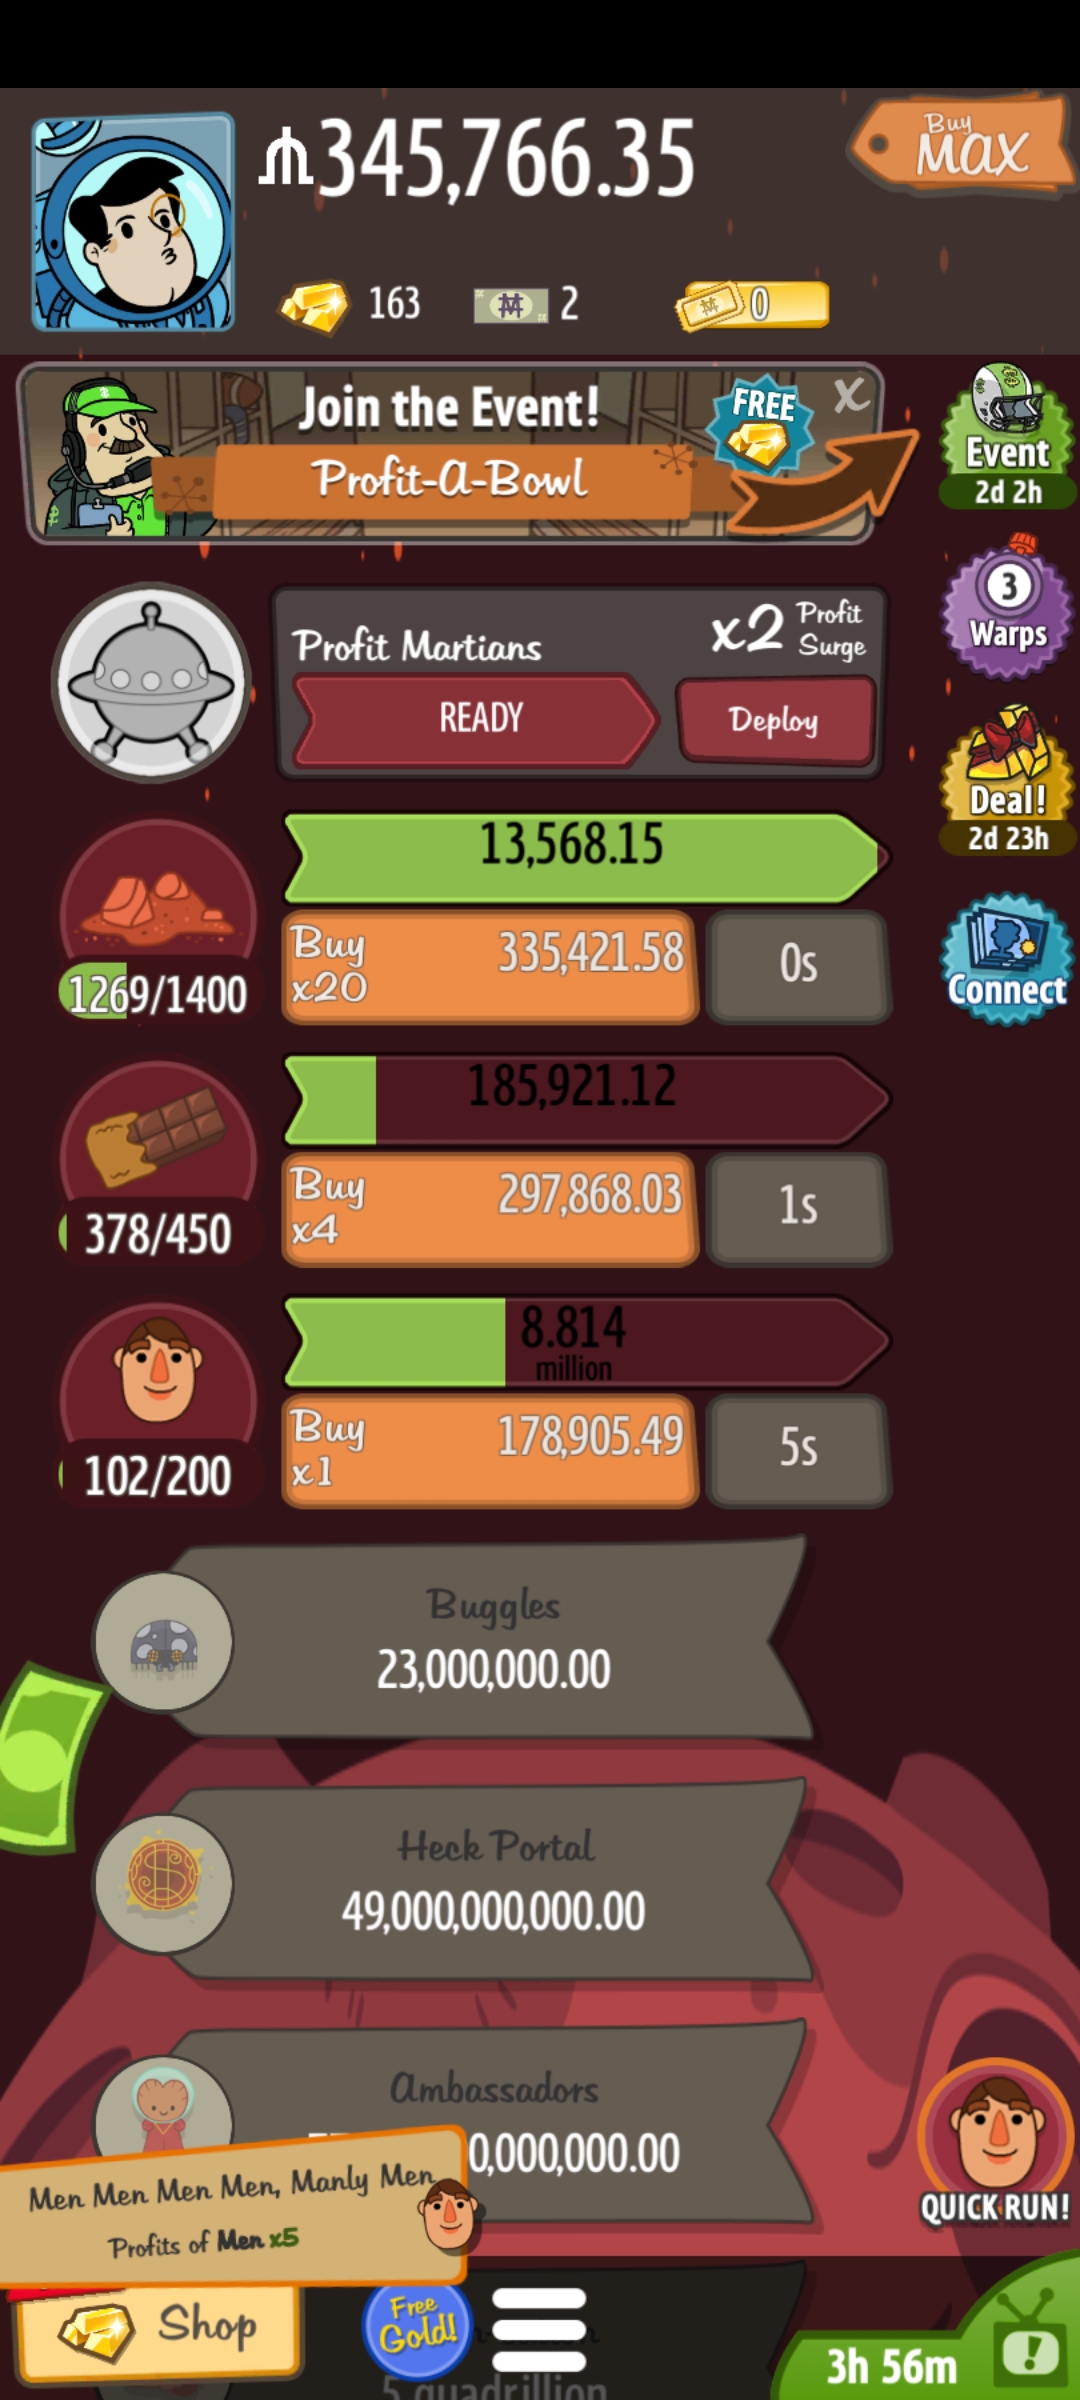 345,766.35
Buy
MAX
163
2
0
Join the Event!
Profit-A-Bowl
FREE
X
Event
2d 2h
Profit Martians
x2 Profit
Surge
READY
Deploy
3
Warps
Deal!
2d 23h
Connect
13,568.15
1269/1400
Buy
x20
335,421.58
0s
185,921.12
378/450
Buy
x4
297,868.03
1s
8.814
million
102/200
Buy
x1
178,905.49
5s
Buggles
23,000,000.00
Heck Portal
49,000,000,000.00
Ambassadors
0,000,000.00
Men Men Men Men, Manly Men
Profits of Men x5
QUICK RUN!
Shop
Free
Gold!
3h 56m
5 quadrillion